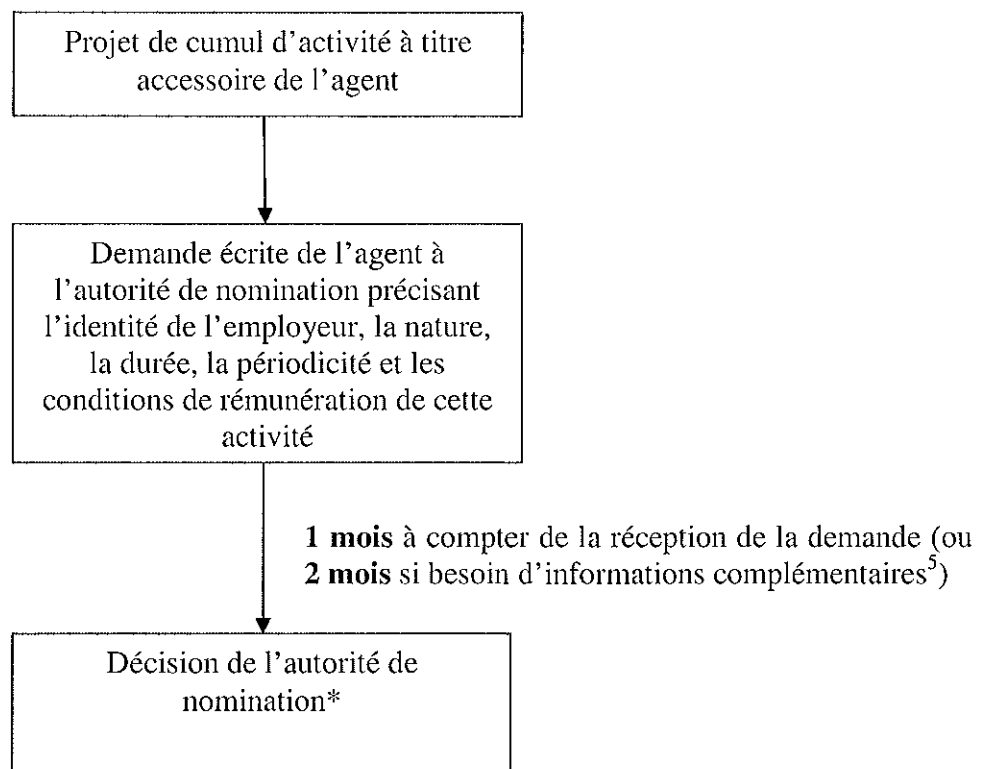 Projet de cumul d’activité à titre
accessoire de l’agent
Demande écrite de l’agent à
l’autorité de nomination précisant
l’identité de l’employeur, la nature,
la durée, la périodicité et les
conditions de rémunération de cette
activité
1 mois à compter de la réception de la demande (ou
2 mois si besoin d’informations complémentaires⁵)
Décision de l’autorité de
nomination*